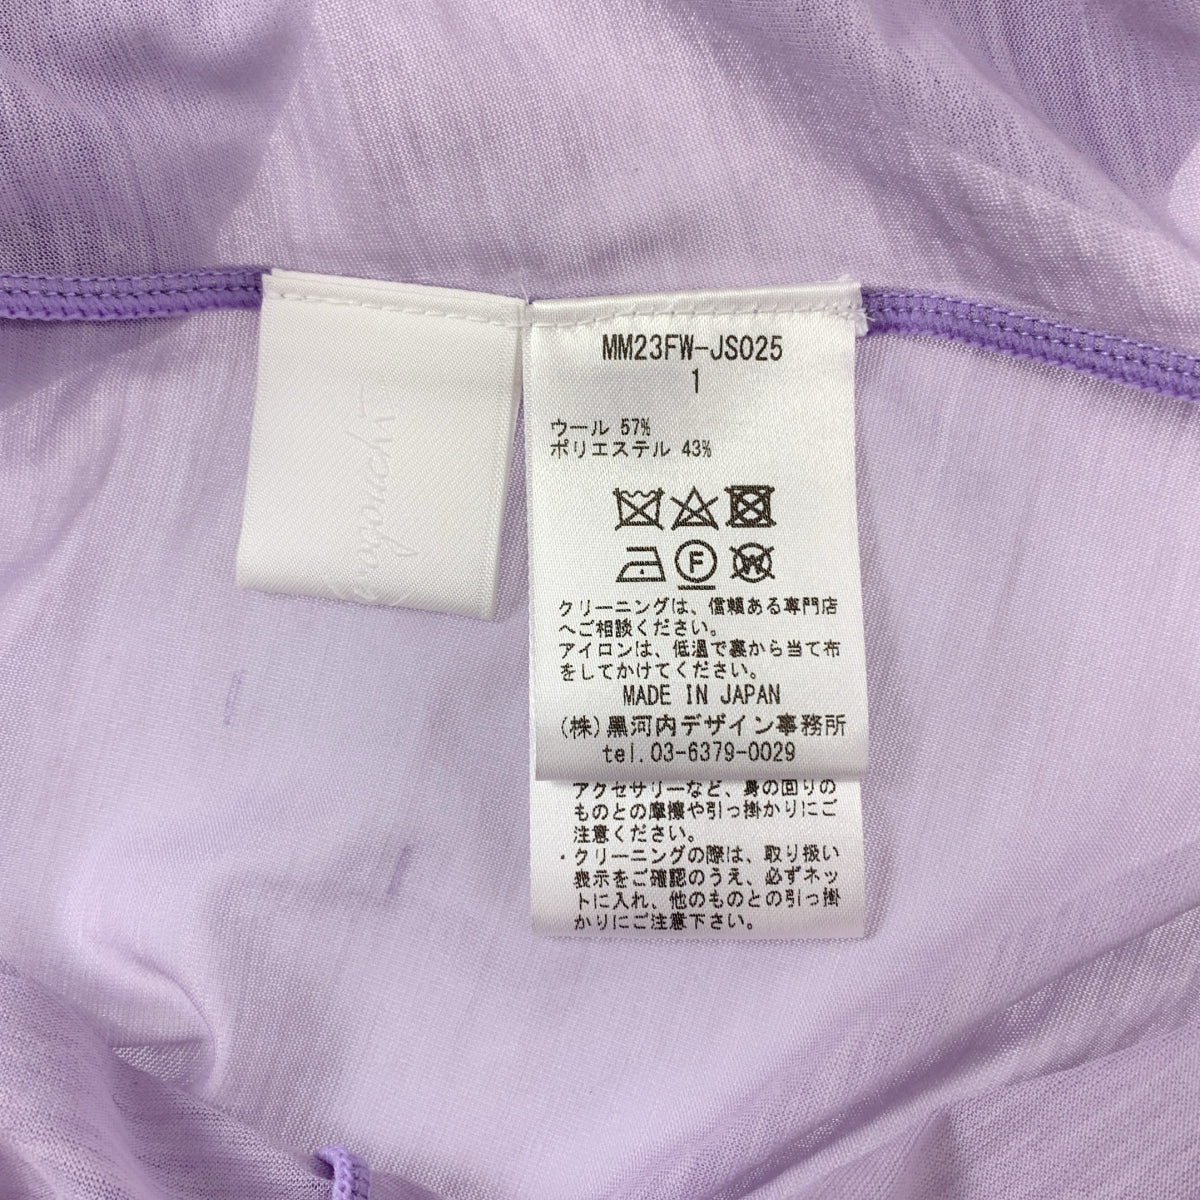 MM23FW-JS025
1
ウール 57%
ポリエステル 43%
F
W
クリーニングは、信頼ある専門店
へご相談ください。
アイロンは、低温で裏から当て布
をしてかけてください。
MADE IN JAPAN
(株)黒河内デザイン事務所
tel.03-6379-0029
アクセサリーなど、身の回りの
ものとの摩擦や引っ掛かりにご
注意ください。
・クリーニングの際は、取り扱い
表示をご確認のうえ、必ずネッ
トに入れ、他のものとの引っ掛
かりにご注意下さい。